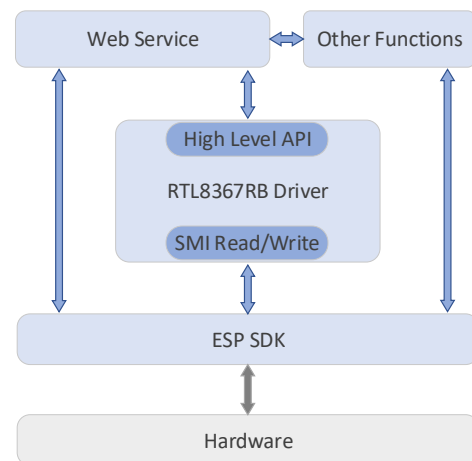 Web Service
Other Functions
High Level API
RTL8367RB Driver
SMI Read/Write
ESP SDK
Hardware